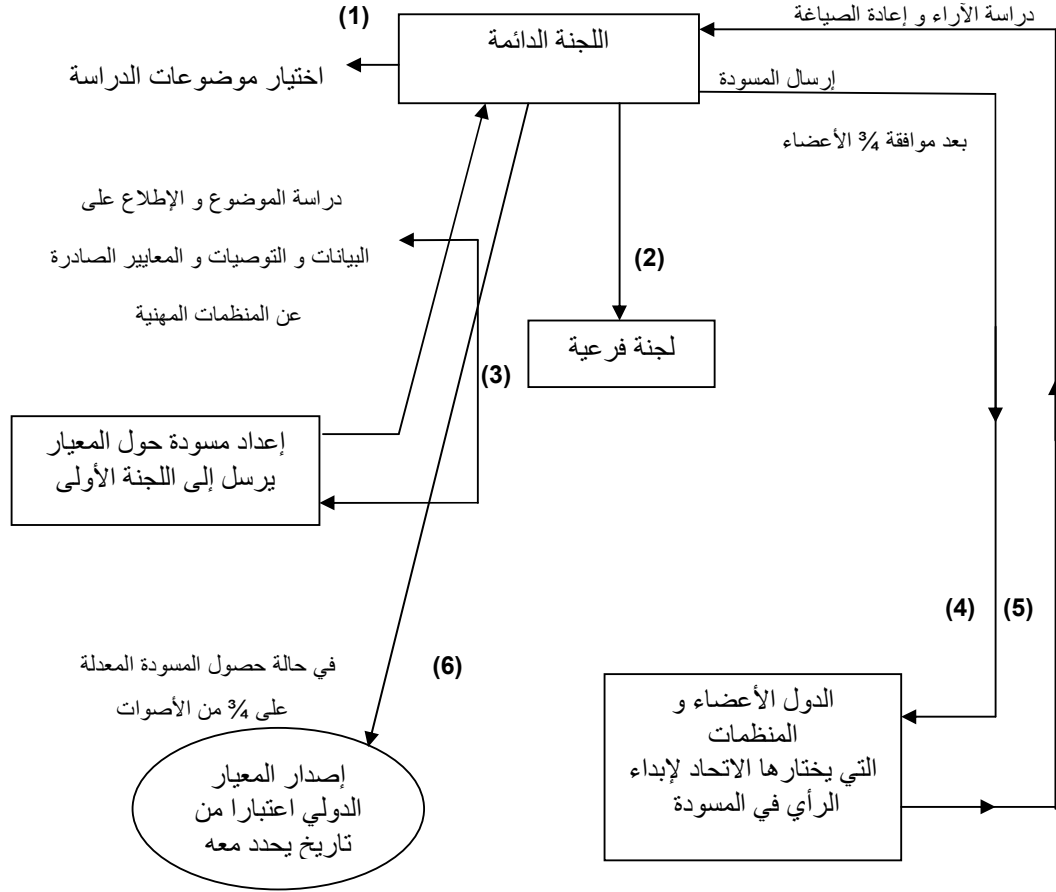 (1)
اللجنة الدائمة
دراسة الآراء و إعادة الصياغة
اختيار موضوعات الدراسة
إرسال المسودة
بعد موافقة ¾ الأعضاء
دراسة الموضوع و الإطلاع على
البيانات و التوصيات و المعايير الصادرة
عن المنظمات المهنية
(2)
لجنة فرعية
(3)
إعداد مسودة حول المعيار
يرسل إلى اللجنة الأولى
(4)
(5)
(6)
في حالة حصول المسودة المعدلة
على ¾ من الأصوات
إصدار المعيار
الدولي اعتبارا من
تاريخ يحدد معه
الدول الأعضاء و
المنظمات
التي يختارها الاتحاد لإبداء
الرأي في المسودة